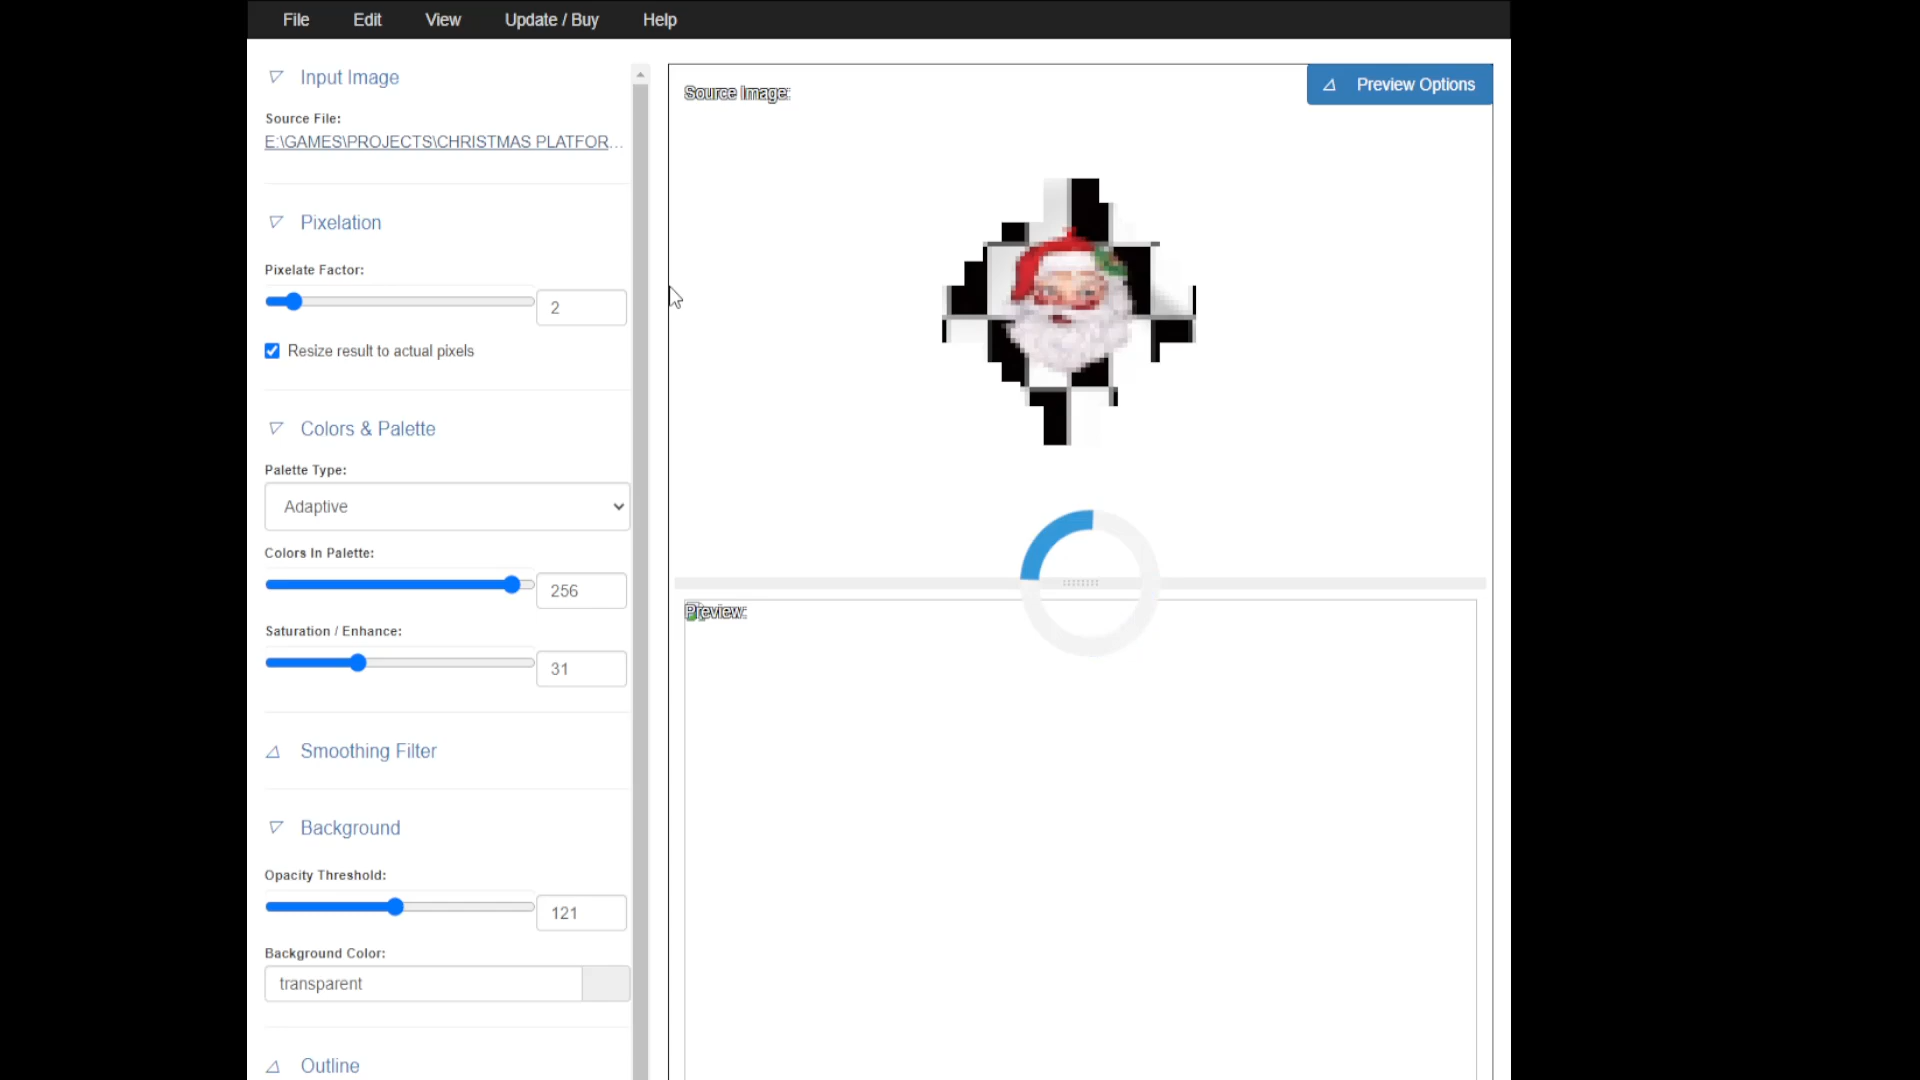 File Edit View Update / Buy Help
Input Image
Source File:
E:\GAMES\PROJECTS\CHRISTMAS PLATFOR...
Pixelation
Pixelate Factor:
2
Resize result to actual pixels
Colors & Palette
Palette Type:
Adaptive
Colors In Palette:
256
Saturation / Enhance:
31
Smoothing Filter
Background
Opacity Threshold:
121
Background Color:
transparent
Outline
Source Image:
Preview Options
Preview: